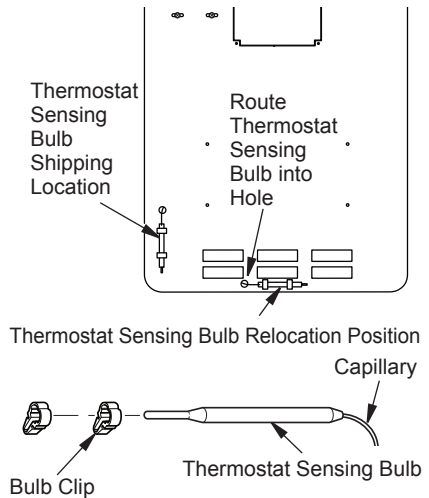 Thermostat
Sensing
Bulb
Shipping
Location
Route
Thermostat
Sensing
Bulb into
Hole
Thermostat Sensing Bulb Relocation Position
Capillary
Thermostat Sensing Bulb
Bulb Clip